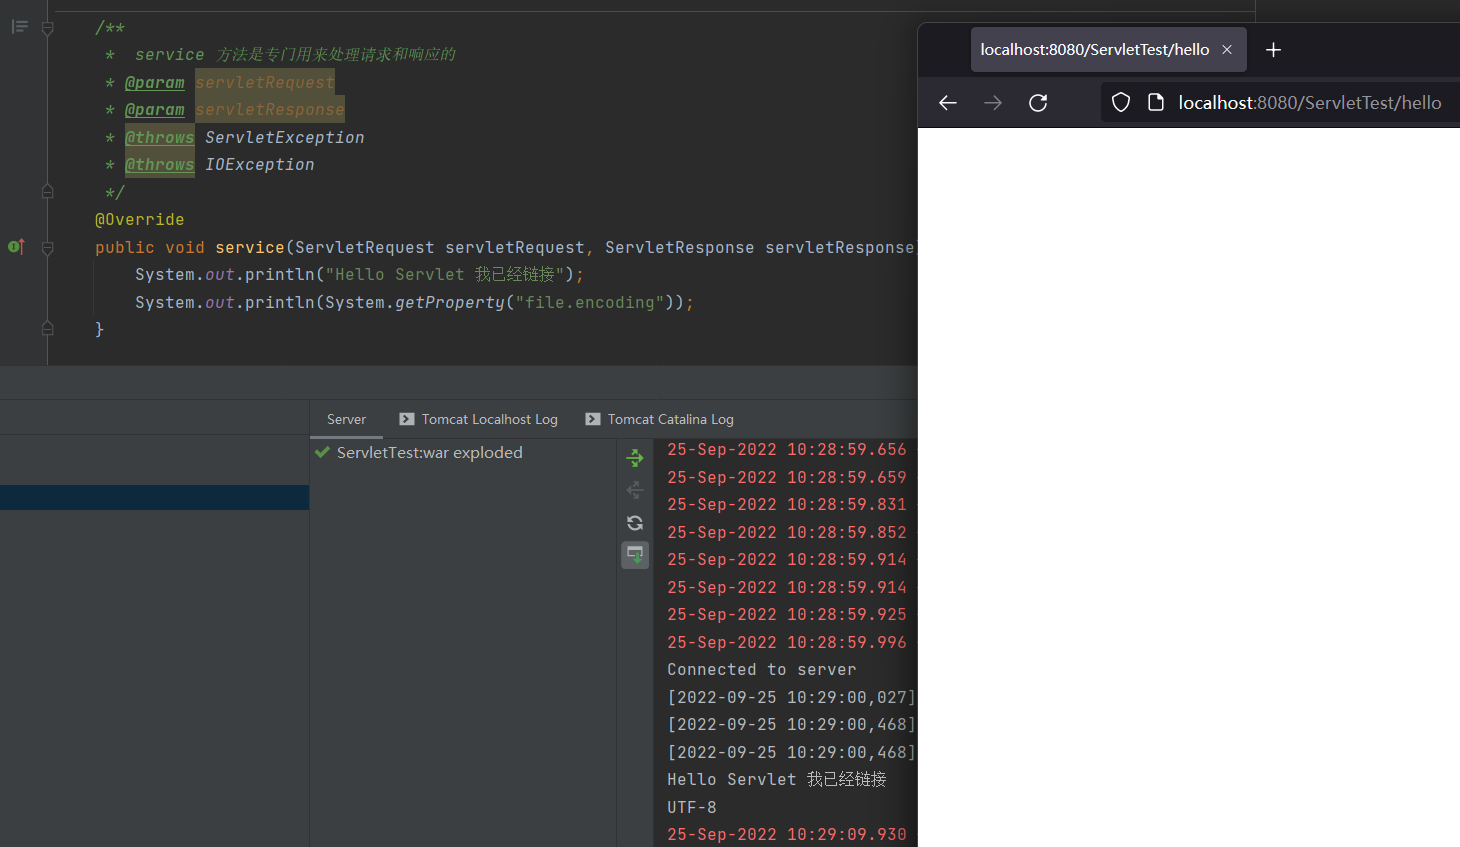 /**
* service 方法是专门用来处理请求和响应的
* @param servletRequest
* @param servletResponse
* @throws ServletException
* @throws IOException
*/
@Override
public void service(ServletRequest servletRequest, ServletResponse servletResponse)
System.out.println("Hello Servlet 我已经链接");
System.out.println(System.getProperty("file.encoding"));
}
Server
Tomcat Localhost Log
Tomcat Catalina Log
ServletTest:war exploded
25-Sep-2022 10:28:59.656
25-Sep-2022 10:28:59.659
25-Sep-2022 10:28:59.831
25-Sep-2022 10:28:59.852
25-Sep-2022 10:28:59.914
25-Sep-2022 10:28:59.914
25-Sep-2022 10:28:59.925
25-Sep-2022 10:28:59.996
Connected to server
[2022-09-25 10:29:00,027]
[2022-09-25 10:29:00,468]
[2022-09-25 10:29:00,468]
Hello Servlet 我已经链接
UTF-8
25-Sep-2022 10:29:09.930
localhost:8080/ServletTest/hello
localhost:8080/ServletTest/hello